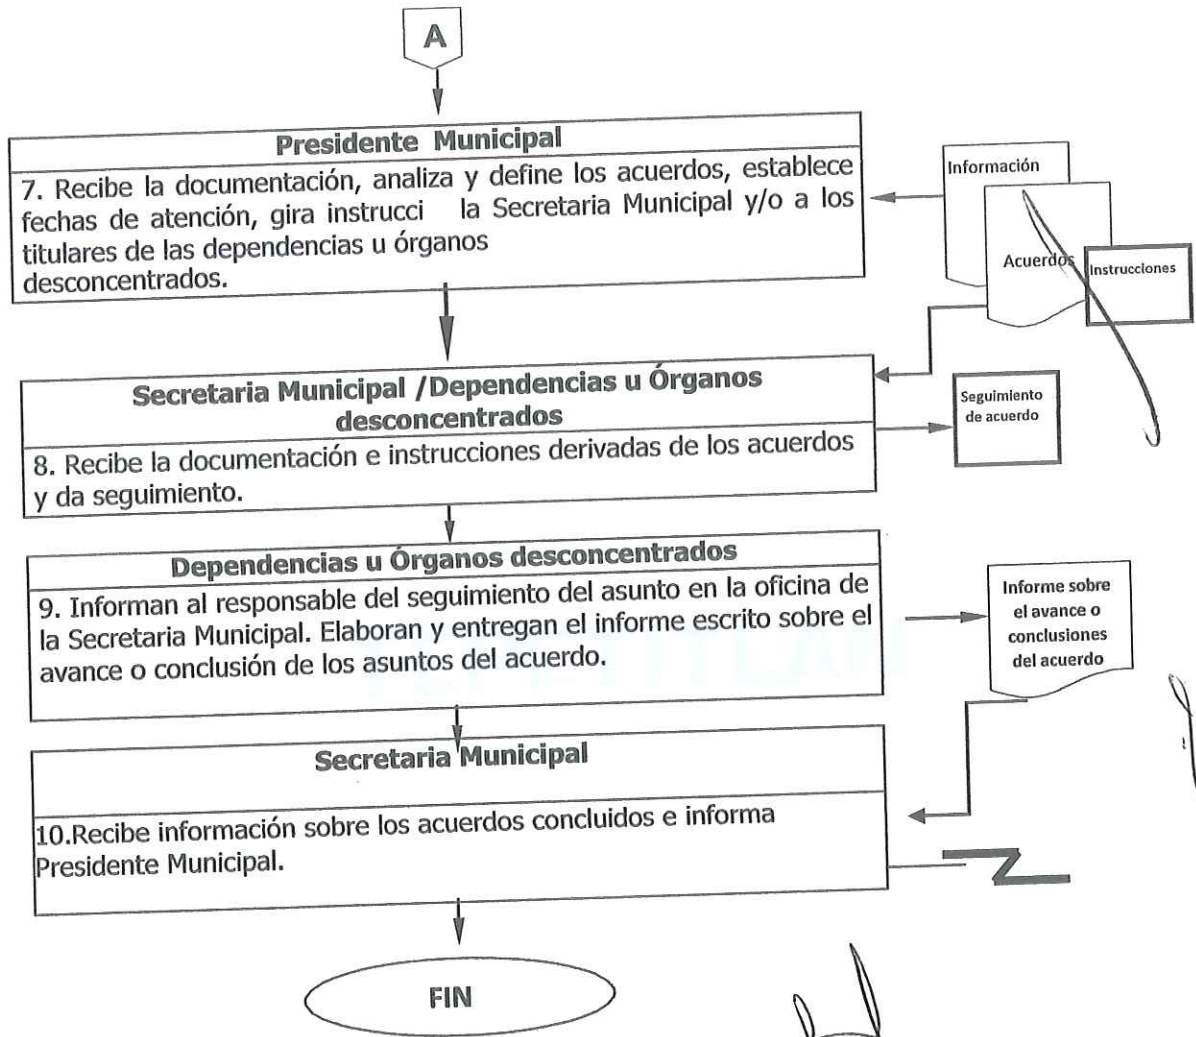 A
Presidente Municipal
7. Recibe la documentación, analiza y define los acuerdos, establece
fechas de atención, gira instrucci la Secretaria Municipal y/o a los
titulares de las dependencias u órganos
desconcentrados.
Información
Acuerdos
Instrucciones
Secretaria Municipal /Dependencias u Órganos
desconcentrados
8. Recibe la documentación e instrucciones derivadas de los acuerdos
y da seguimiento.
Seguimiento
de acuerdo
Dependencias u Órganos desconcentrados
9. Informan al responsable del seguimiento del asunto en la oficina de
la Secretaria Municipal. Elaboran y entregan el informe escrito sobre el
avance o conclusión de los asuntos del acuerdo.
Informe sobre
el avance o
conclusiones
del acuerdo
Secretaria Municipal
10.Recibe información sobre los acuerdos concluidos e informa
Presidente Municipal.
FIN